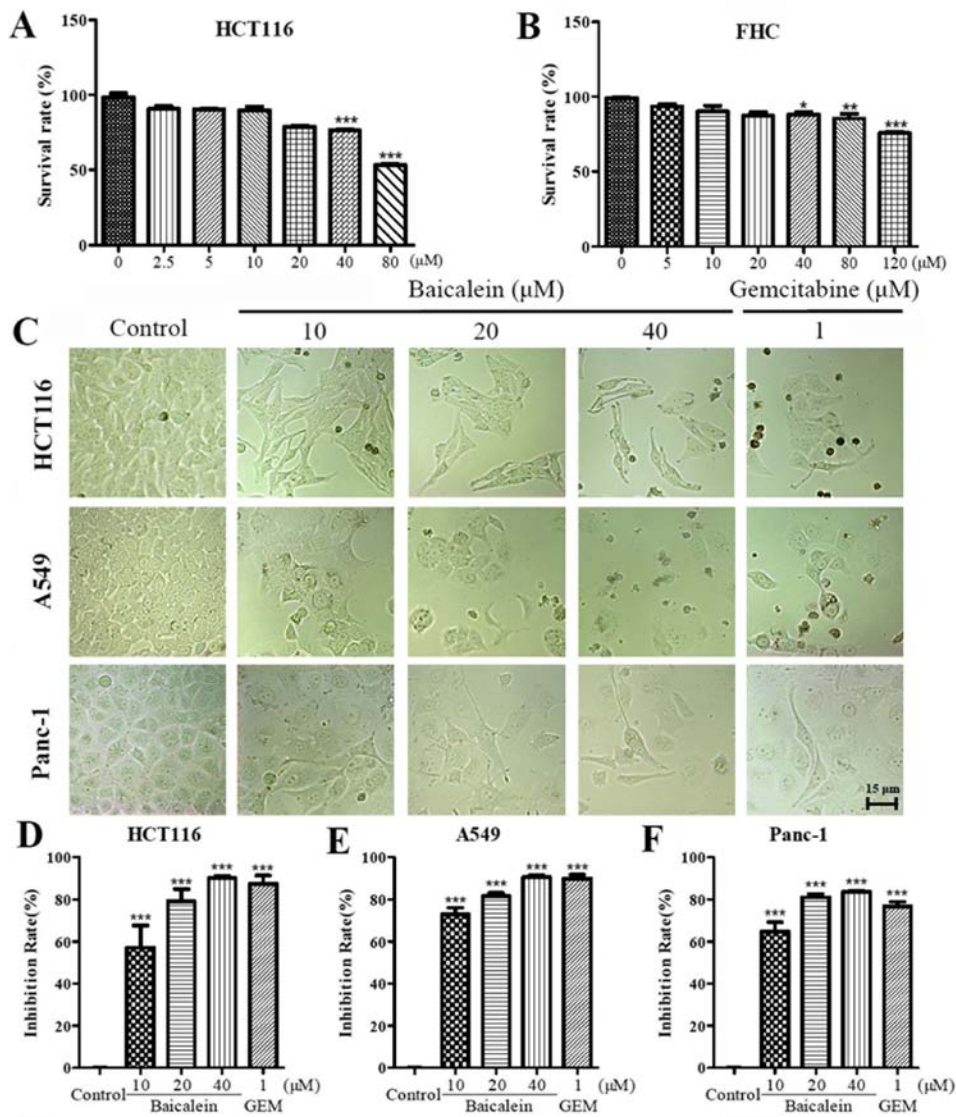 A
HCT116
Survival rate (%)
150
100
50
0
***
***
0 2.5 5 10 20 40 80 (μM)
B
FHC
Survival rate (%)
150
100
50
0
*
**
***
0 5 10 20 40 80 120 (μM)
Baicalein (μM) Gemcitabine (μM)
C Control 10 20 40 1
HCT116
A549
Panc-1
15 μm
D
HCT116
Inhibition Rate(%)
100
80
60
40
20
0
***
***
***
***
Control 10 20 40 1 (μM)
Baicalein GEM
E
A549
Inhibition Rate(%)
100
80
60
40
20
0
***
***
***
***
Control 10 20 40 1 (μM)
Baicalein GEM
F
Panc-1
Inhibition Rate(%)
100
80
60
40
20
0
***
***
***
***
Control 10 20 40 1 (μM)
Baicalein GEM